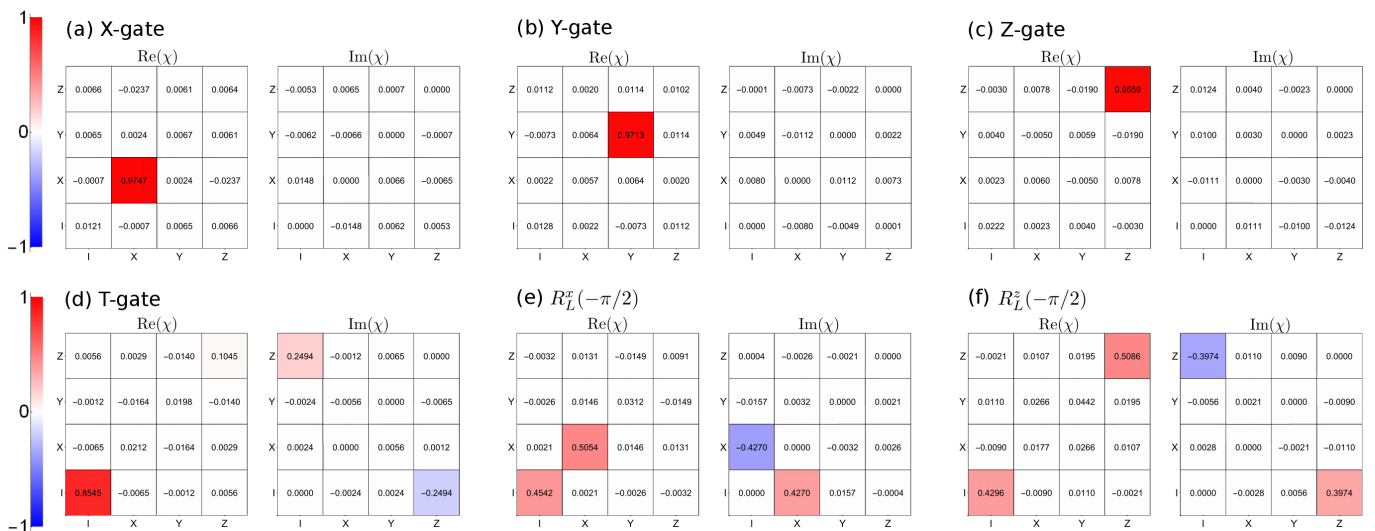 1
0
−1
(a) X-gate
Re(χ) Im(χ)
Z 0.0066 −0.0237 0.0061 0.0064 Z −0.0053 0.0065 0.0007 0.0000
Y 0.0065 0.0024 0.0067 0.0061 Y −0.0062 −0.0066 0.0000 −0.0007
X −0.0007 0.9747 0.0024 −0.0237 X 0.0148 0.0000 0.0066 −0.0065
I 0.0121 −0.0007 0.0065 0.0066 I 0.0000 −0.0148 0.0062 0.0053
I X Y Z I X Y Z
(b) Y-gate
Re(χ) Im(χ)
Z 0.0112 0.0020 0.0114 0.0102 Z −0.0001 −0.0073 −0.0022 0.0000
Y −0.0073 0.0064 0.9713 0.0114 Y 0.0049 −0.0112 0.0000 0.0022
X 0.0022 0.0057 0.0064 0.0020 X 0.0080 0.0000 0.0112 0.0073
I 0.0128 0.0022 −0.0073 0.0112 I 0.0000 −0.0080 −0.0049 0.0001
I X Y Z I X Y Z
(c) Z-gate
Re(χ) Im(χ)
Z −0.0030 0.0078 −0.0190 0.9659 Z 0.0124 0.0040 −0.0023 0.0000
Y 0.0040 −0.0050 0.0059 −0.0190 Y 0.0100 0.0030 0.0000 0.0023
X 0.0023 0.0060 −0.0050 0.0078 X −0.0111 0.0000 −0.0030 −0.0040
I 0.0222 0.0023 0.0040 −0.0030 I 0.0000 0.0111 −0.0100 −0.0124
I X Y Z I X Y Z
1
0
−1
(d) T-gate
Re(χ) Im(χ)
Z 0.0056 0.0029 −0.0140 0.1045 Z 0.2494 −0.0012 0.0065 0.0000
Y −0.0012 −0.0164 0.0198 −0.0140 Y −0.0024 −0.0056 0.0000 −0.0065
X −0.0065 0.0212 −0.0164 0.0029 X 0.0024 0.0000 0.0056 0.0012
I 0.8545 −0.0065 −0.0012 0.0056 I 0.0000 −0.0024 0.0024 −0.2494
I X Y Z I X Y Z
(e) R_L^x(−π/2)
Re(χ) Im(χ)
Z −0.0032 0.0131 −0.0149 0.0091 Z 0.0004 −0.0026 −0.0021 0.0000
Y −0.0026 0.0146 0.0312 −0.0149 Y −0.0157 0.0032 0.0000 0.0021
X 0.0021 0.5054 0.0146 0.0131 X −0.4270 0.0000 −0.0032 0.0026
I 0.4542 0.0021 −0.0026 −0.0032 I 0.0000 0.4270 0.0157 −0.0004
I X Y Z I X Y Z
(f) R_L^z(−π/2)
Re(χ) Im(χ)
Z −0.0021 0.0107 0.0195 0.5086 Z −0.3974 0.0110 0.0090 0.0000
Y 0.0110 0.0266 0.0442 0.0195 Y −0.0056 0.0021 0.0000 −0.0090
X −0.0090 0.0177 0.0266 0.0107 X 0.0028 0.0000 −0.0021 −0.0110
I 0.4296 −0.0090 0.0110 −0.0021 I 0.0000 −0.0028 0.0056 0.3974
I X Y Z I X Y Z